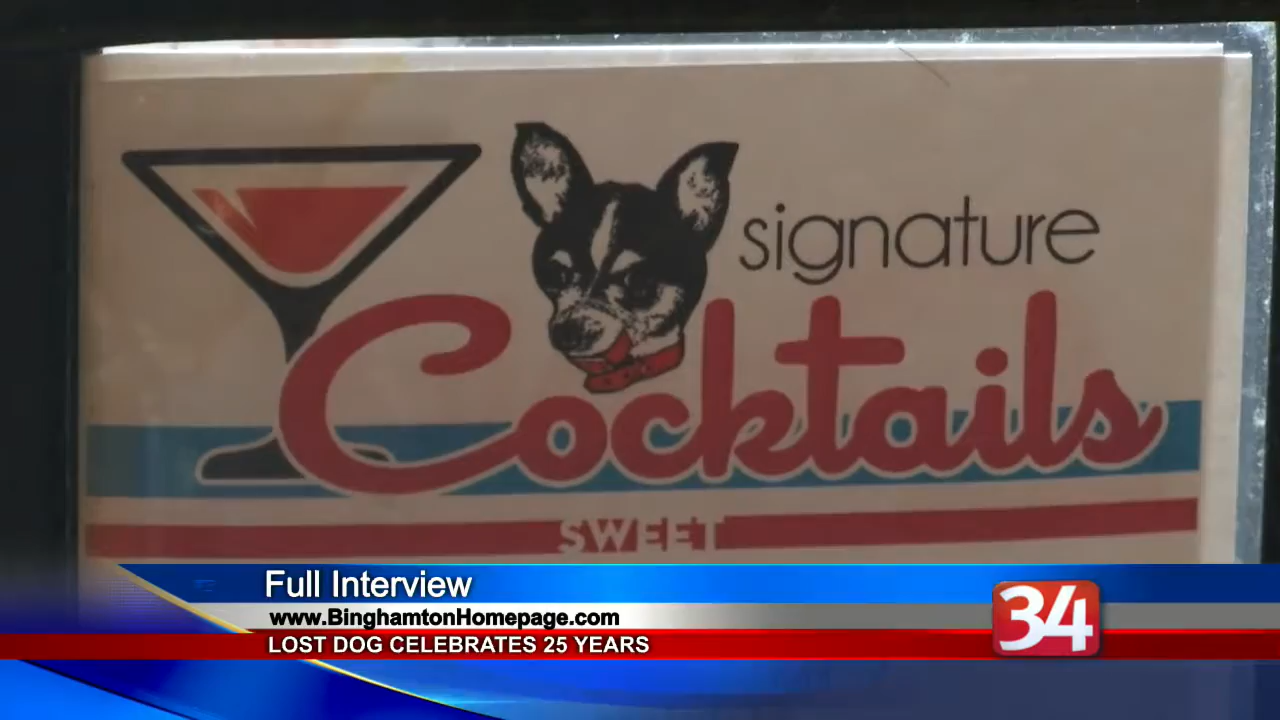 signature
Cocktails
SWEET
Full Interview
www.BinghamtonHomepage.com
LOST DOG CELEBRATES 25 YEARS
34